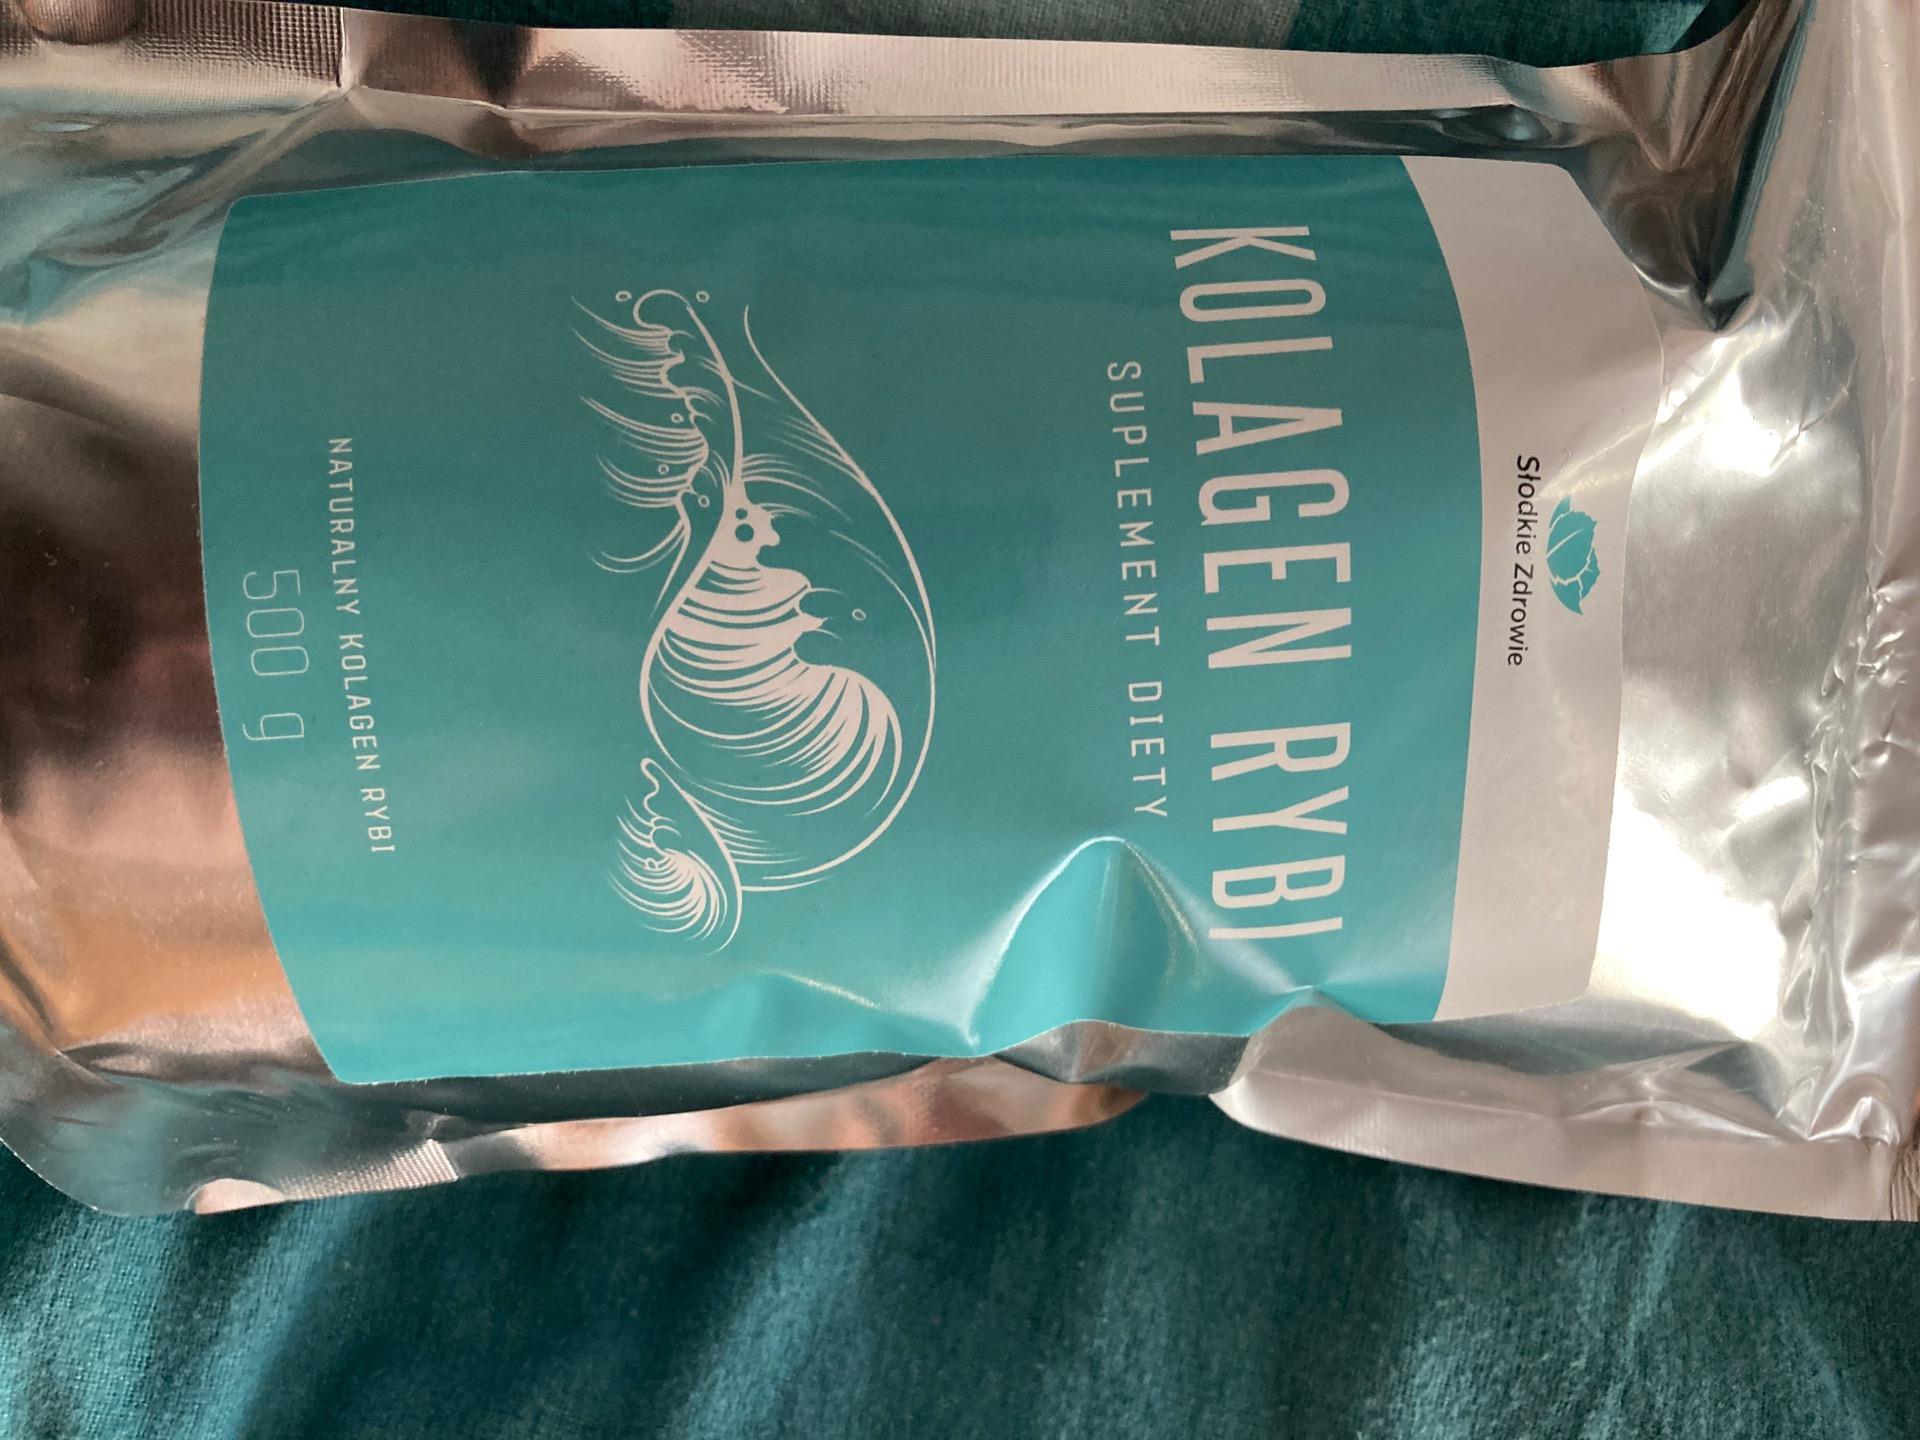 Słodkie Zdrowie
KOLAGEN RYBI
SUPLEMENT DIETY
NATURALNY KOLAGEN RYBI
500 g